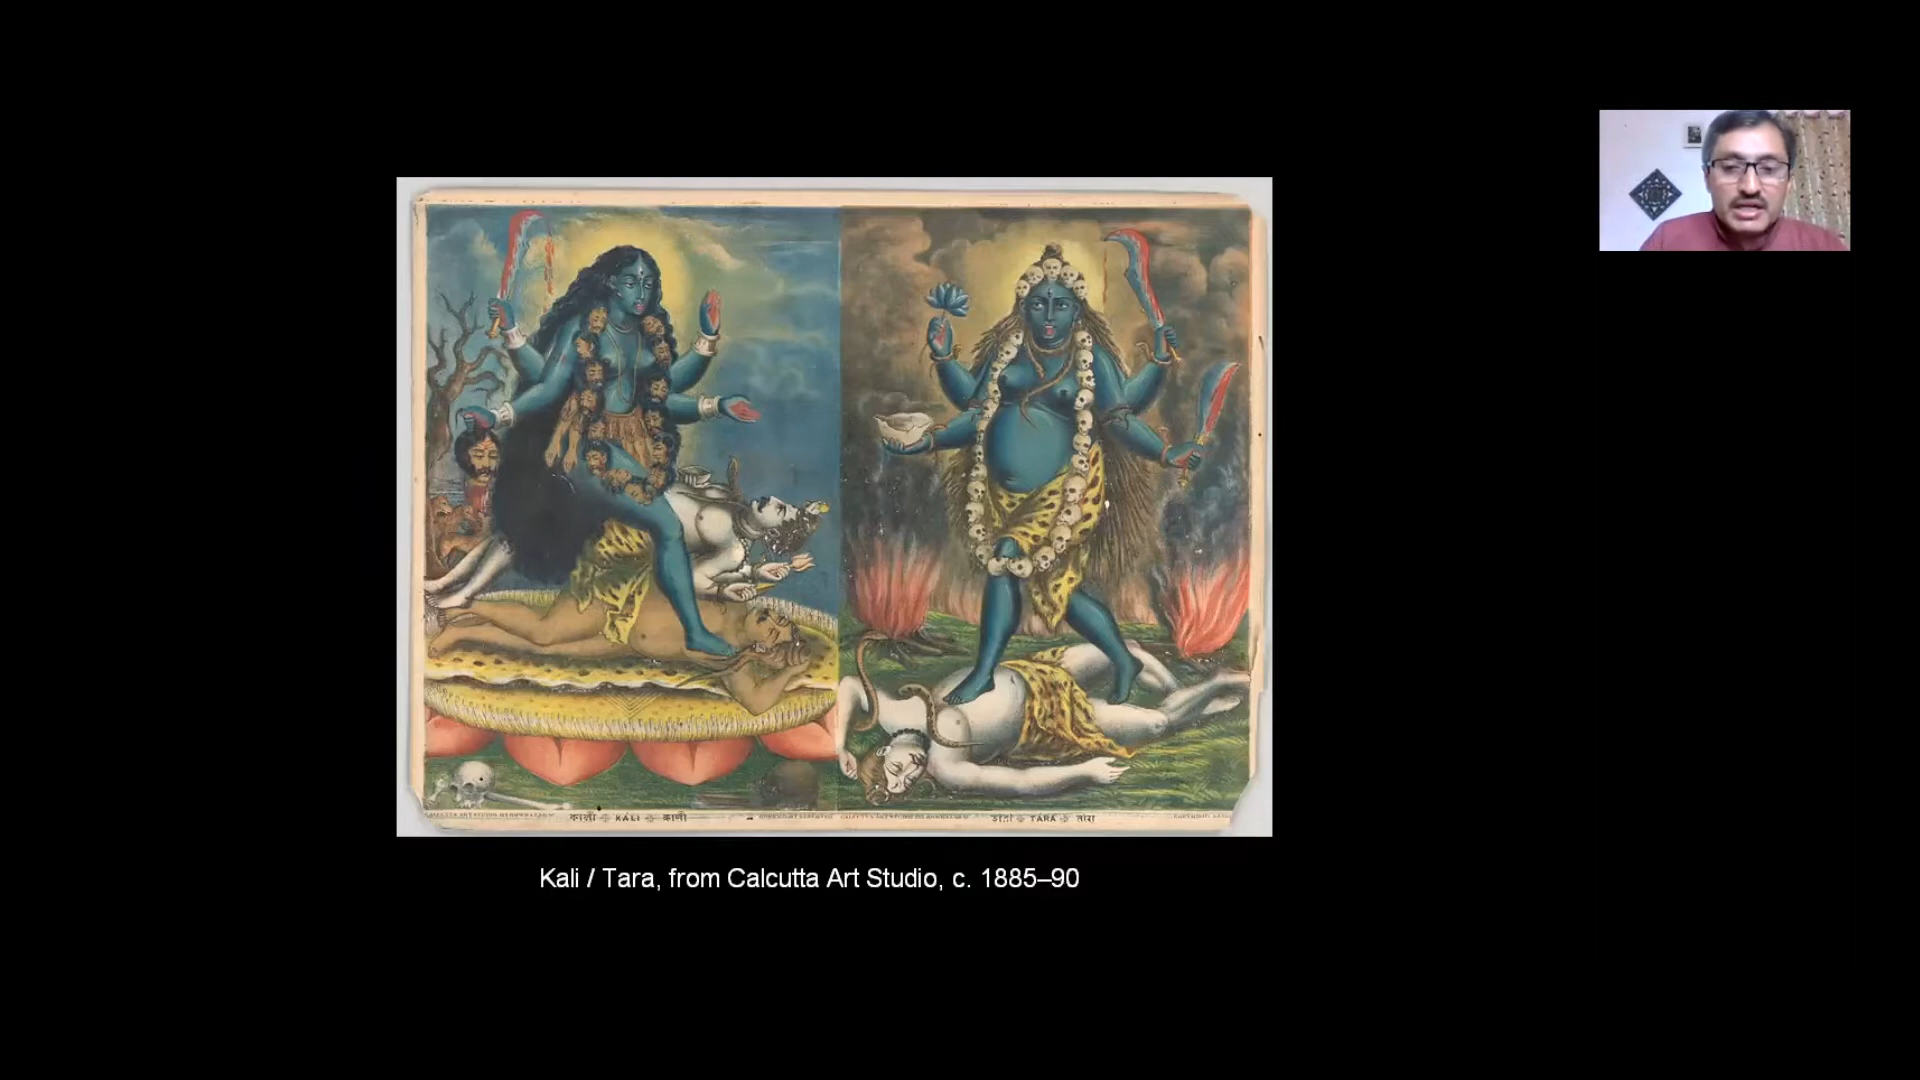 কালী ❖ KALI ❖ काली
তারা ❖ TARA ❖ तारा
Kali / Tara, from Calcutta Art Studio, c. 1885–90